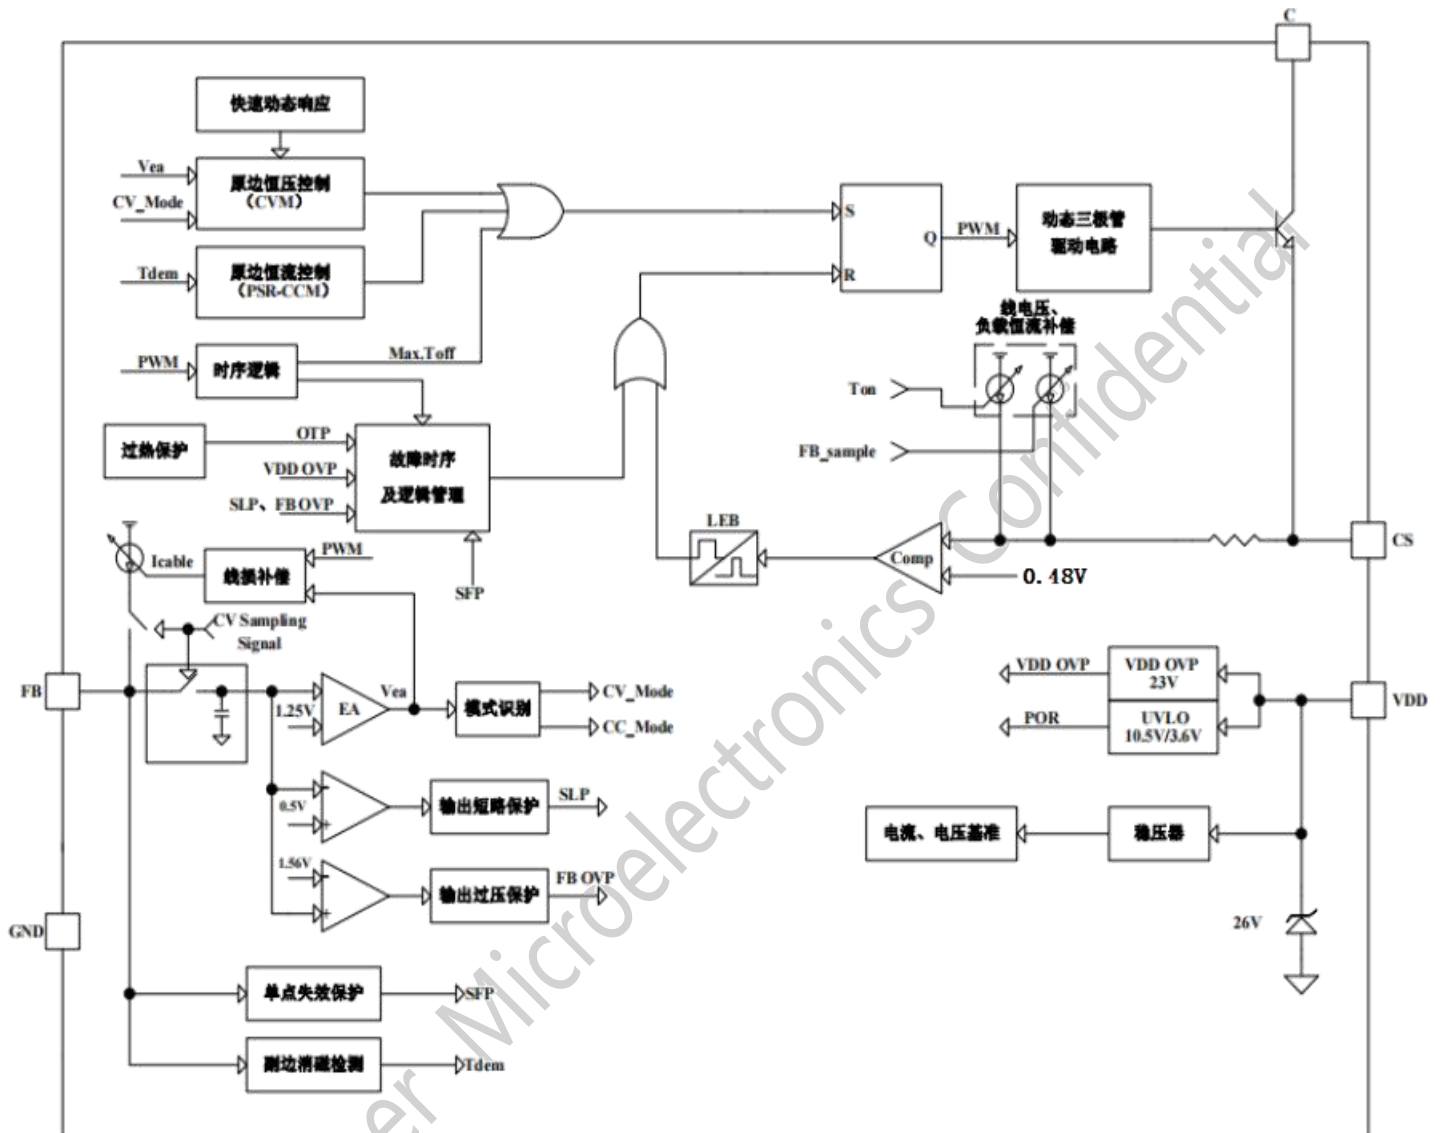 C
快速动态响应
Vea
原边恒压控制
（CVM）
CV_Mode
S
Q
PWM
动态三极管
驱动电路
Tdem
原边恒流控制
（PSR-CCM）
R
线电压、
负载恒流补偿
Max.Toff
PWM
时序逻辑
Ton
过热保护
OTP
VDD OVP
SLP、FB OVP
故障时序
及逻辑管理
FB_sample
LEB
Comp
CS
0.48V
PWM
Icable
线损补偿
SFP
CV Sampling
Signal
FB
1.25V
EA
Vea
模式识别
CV_Mode
CC_Mode
VDD OVP
VDD OVP
23V
POR
UVLO
10.5V/3.6V
VDD
0.5V
输出短路保护
SLP
电流、电压基准
稳压器
1.56V
输出过压保护
FB OVP
GND
26V
单点失效保护
SFP
副边消磁检测
Tdem
er Microelectronics Confidential